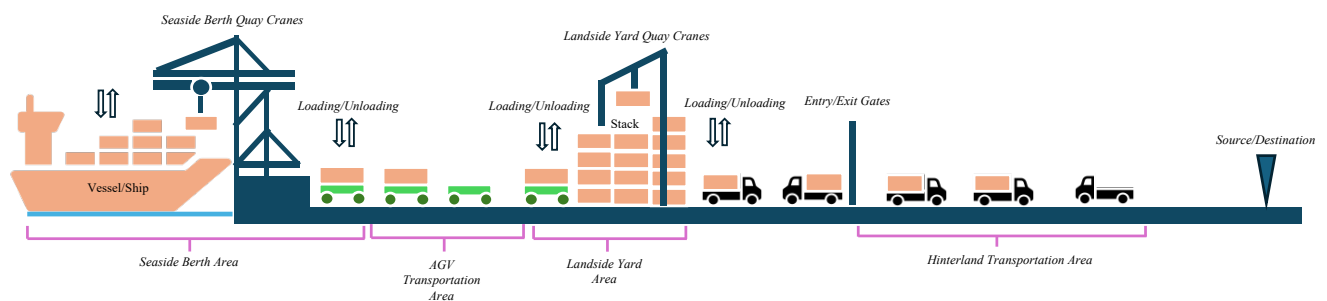 Seaside Berth Quay Cranes
Landside Yard Quay Cranes
Loading/Unloading
Loading/Unloading
Loading/Unloading
Entry/Exit Gates
Stack
Source/Destination
Vessel/Ship
Seaside Berth Area
AGV
Transportation
Area
Landside Yard
Area
Hinterland Transportation Area